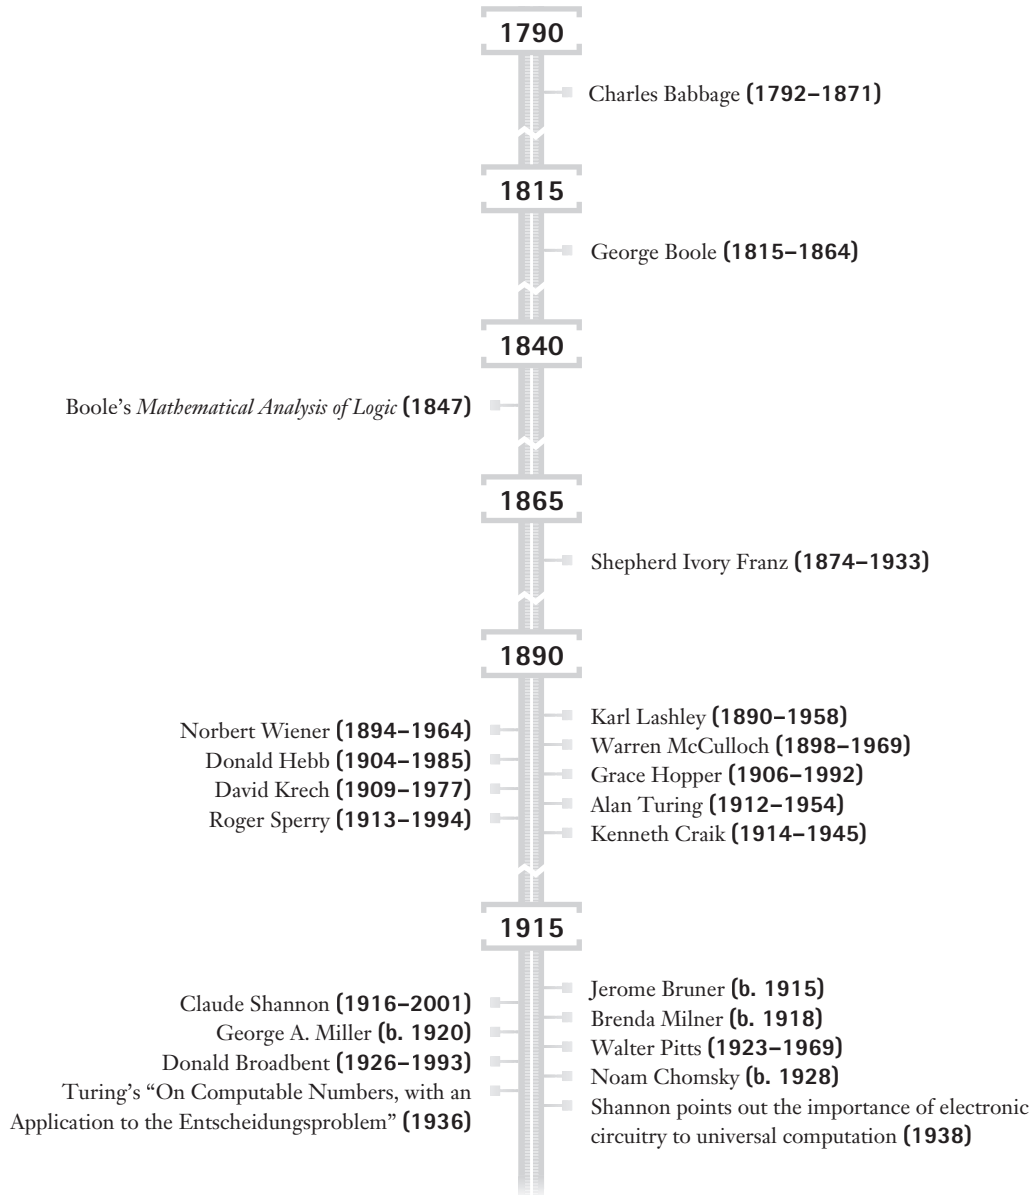 1790
Charles Babbage (1792–1871)
1815
George Boole (1815–1864)
1840
Boole’s Mathematical Analysis of Logic (1847)
1865
Shepherd Ivory Franz (1874–1933)
1890
Karl Lashley (1890–1958)
Norbert Wiener (1894–1964)
Warren McCulloch (1898–1969)
Donald Hebb (1904–1985)
Grace Hopper (1906–1992)
David Krech (1909–1977)
Alan Turing (1912–1954)
Roger Sperry (1913–1994)
Kenneth Craik (1914–1945)
1915
Jerome Bruner (b. 1915)
Claude Shannon (1916–2001)
Brenda Milner (b. 1918)
George A. Miller (b. 1920)
Walter Pitts (1923–1969)
Donald Broadbent (1926–1993)
Noam Chomsky (b. 1928)
Turing’s “On Computable Numbers, with an
Application to the Entscheidungsproblem” (1936)
Shannon points out the importance of electronic
circuitry to universal computation (1938)